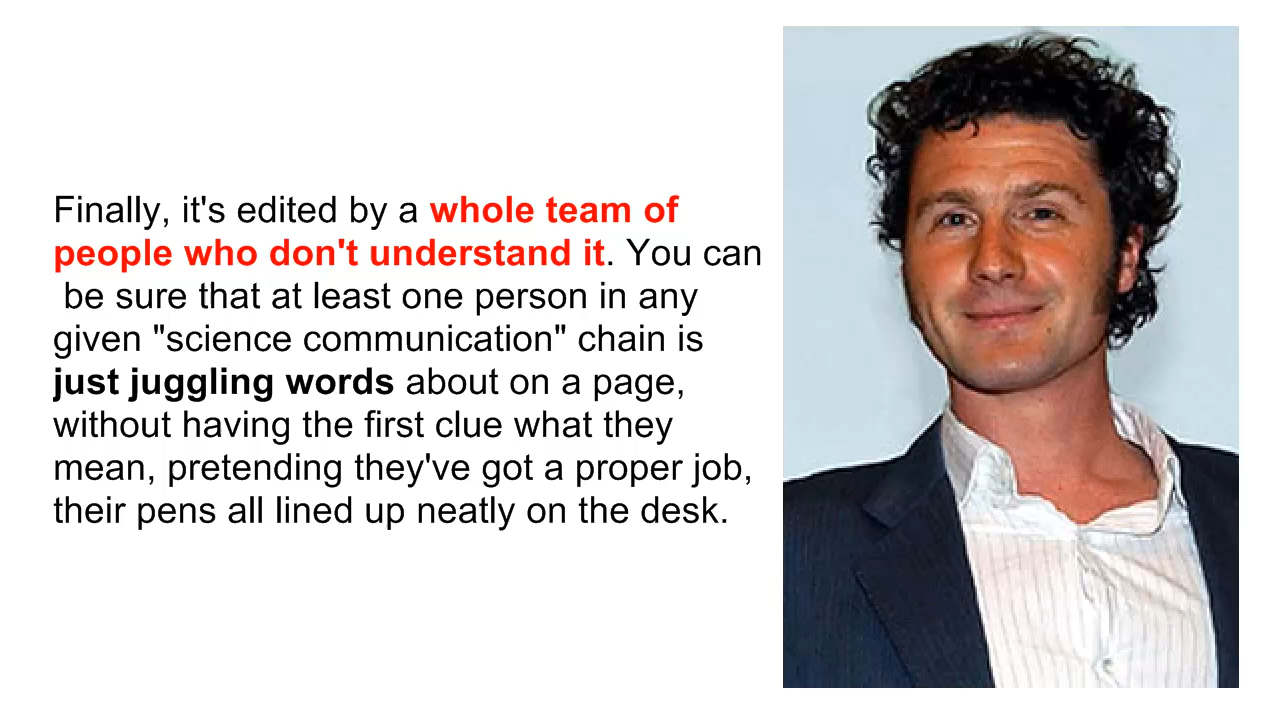 Finally, it's edited by a whole team of
people who don't understand it. You can
be sure that at least one person in any
given "science communication" chain is
just juggling words about on a page,
without having the first clue what they
mean, pretending they've got a proper job,
their pens all lined up neatly on the desk.